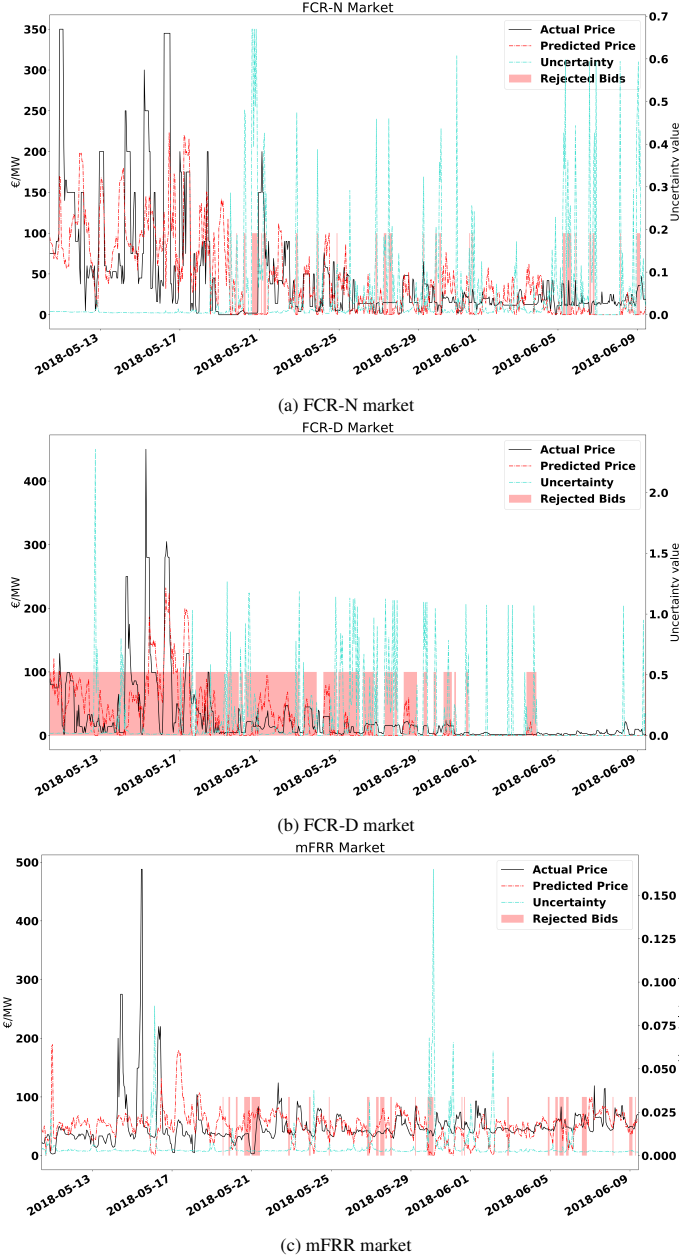 FCR-N Market
350
300
250
200
150
100
50
0
€/MW
0.7
0.6
0.5
0.4
0.3
0.2
0.1
0.0
Uncertainty value
Actual Price
Predicted Price
Uncertainty
Rejected Bids
2018-05-13
2018-05-17
2018-05-21
2018-05-25
2018-05-29
2018-06-01
2018-06-05
2018-06-09
(a) FCR-N market
FCR-D Market
400
300
200
100
0
€/MW
2.0
1.5
1.0
0.5
0.0
Uncertainty value
Actual Price
Predicted Price
Uncertainty
Rejected Bids
2018-05-13
2018-05-17
2018-05-21
2018-05-25
2018-05-29
2018-06-01
2018-06-05
2018-06-09
(b) FCR-D market
mFRR Market
500
400
300
200
100
0
€/MW
0.150
0.125
0.100
0.075
0.050
0.025
0.000
Actual Price
Predicted Price
Uncertainty
Rejected Bids
2018-05-13
2018-05-17
2018-05-21
2018-05-25
2018-05-29
2018-06-01
2018-06-05
2018-06-09
(c) mFRR market